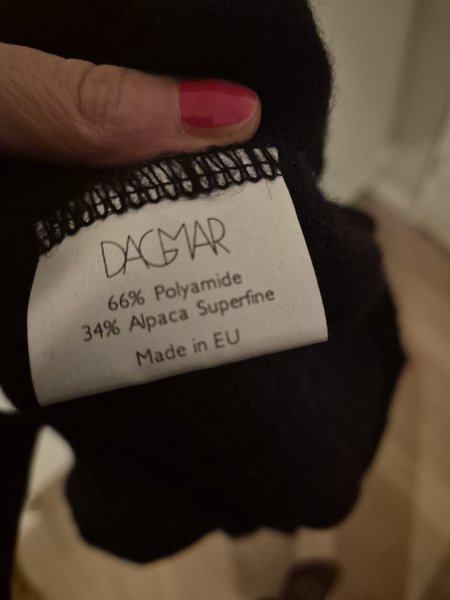 DAGMAR
66% Polyamide
34% Alpaca Superfine
Made in EU